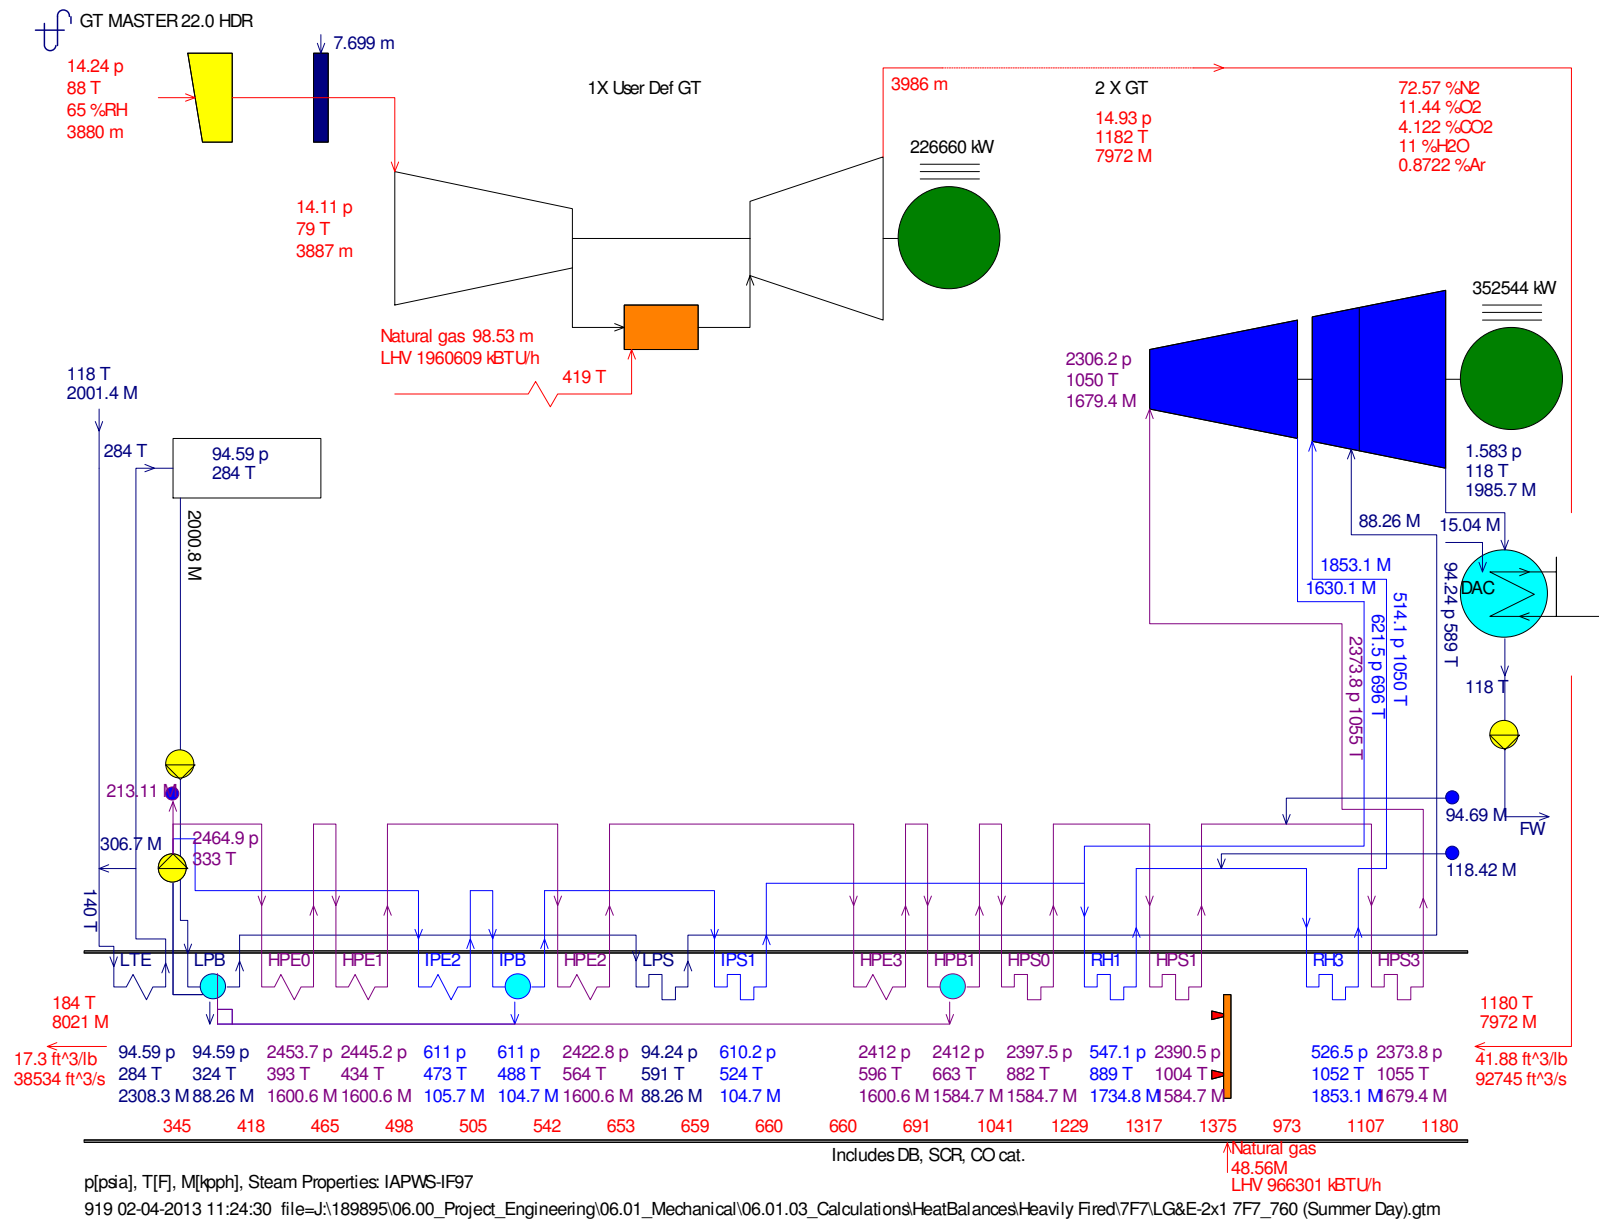 GT MASTER 22.0 HDR
7.699 m
14.24 p
88 T
65 %RH
3880 m
1X User Def GT
3986 m
2 X GT
14.93 p
1182 T
7972 M
72.57 %N2
11.44 %O2
4.122 %CO2
11 %H2O
0.8722 %Ar
226660 kW
14.11 p
79 T
3887 m
352544 kW
Natural gas 98.53 m
LHV 1960609 kBTU/h
419 T
2306.2 p
1050 T
1679.4 M
118 T
2001.4 M
284 T
94.59 p
284 T
1.583 p
118 T
1985.7 M
2000.8 M
88.26 M
15.04 M
1853.1 M
1630.1 M
DAC
94.24 p 589 T
514.1 p 1050 T
621.5 p 696 T
2373.8 p 1055 T
118 T
213.11 M
94.69 M
FW
306.7 M
2464.9 p
333 T
118.42 M
140 T
LTE LPB HPE0 HPE1 IPE2 IPB HPE2 LPS IPS1 HPE3 HPB1 HPS0 RH1 HPS1 RH3 HPS3
184 T
8021 M
1180 T
7972 M
17.3 ft^3/lb
38534 ft^3/s
41.88 ft^3/lb
92745 ft^3/s
94.59 p 94.59 p 2453.7 p 2445.2 p 611 p 611 p 2422.8 p 94.24 p 610.2 p 2412 p 2412 p 2397.5 p 547.1 p 2390.5 p 526.5 p 2373.8 p
284 T 324 T 393 T 434 T 473 T 488 T 564 T 591 T 524 T 596 T 663 T 882 T 889 T 1004 T 1052 T 1055 T
2308.3 M 88.26 M 1600.6 M 1600.6 M 105.7 M 104.7 M 1600.6 M 88.26 M 104.7 M 1600.6 M 1584.7 M 1584.7 M 1734.8 M 1584.7 M 1853.1 M 1679.4 M
345 418 465 498 505 542 653 659 660 660 691 1041 1229 1317 1375 973 1107 1180
Includes DB, SCR, CO cat.
Natural gas
48.56M
LHV 966301 kBTU/h
p[psia], T[F], M[kpph], Steam Properties: IAPWS-IF97
919 02-04-2013 11:24:30 file=J:\189895\06.00_Project_Engineering\06.01_Mechanical\06.01.03_Calculations\HeatBalances\Heavily Fired\7F7\LG&E-2x1 7F7_760 (Summer Day).gtm